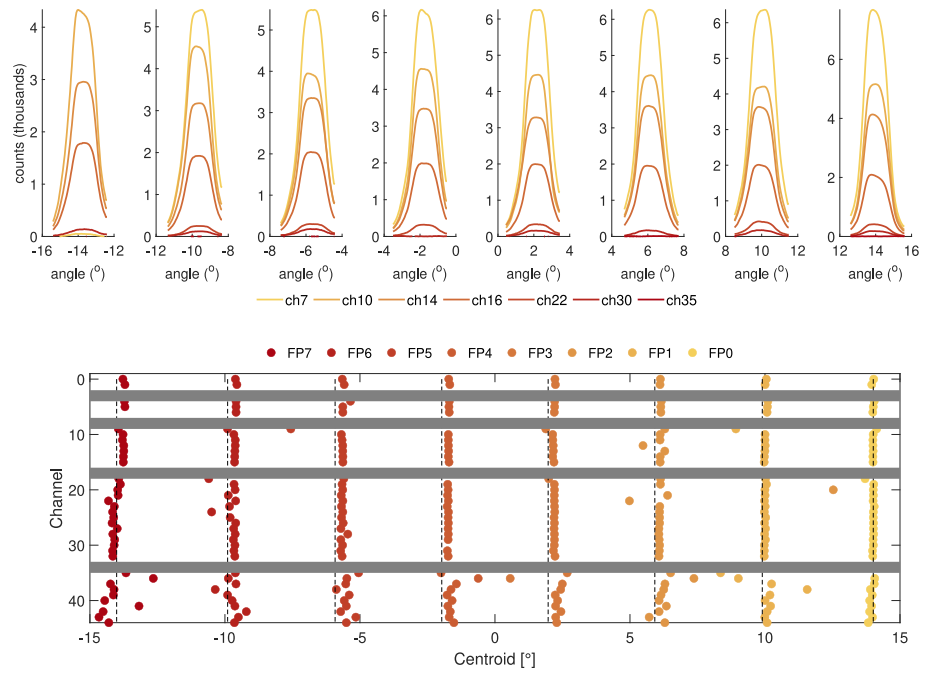 counts (thousands)
4 3 2 1 0
5 4 3 2 1 0
5 4 3 2 1 0
6 5 4 3 2 1 0
6 5 4 3 2 1 0
6 4 2 0
6 5 4 3 2 1 0
6 4 2 0
-16 -14 -12
-12 -10 -8
-8 -6 -4
-4 -2 0
0 2 4
4 6 8
8 10 12
12 14 16
angle (°) angle (°) angle (°) angle (°) angle (°) angle (°) angle (°) angle (°)
ch7 ch10 ch14 ch16 ch22 ch30 ch35
FP7 FP6 FP5 FP4 FP3 FP2 FP1 FP0
Channel
0
10
20
30
40
-15 -10 -5 0 5 10 15
Centroid [°]